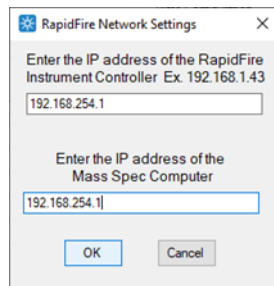 RapidFire Network Settings
Enter the IP address of the RapidFire
Instrument Controller Ex. 192.168.1.43
192.168.254.1
Enter the IP address of the
Mass Spec Computer
192.168.254.1
OK
Cancel